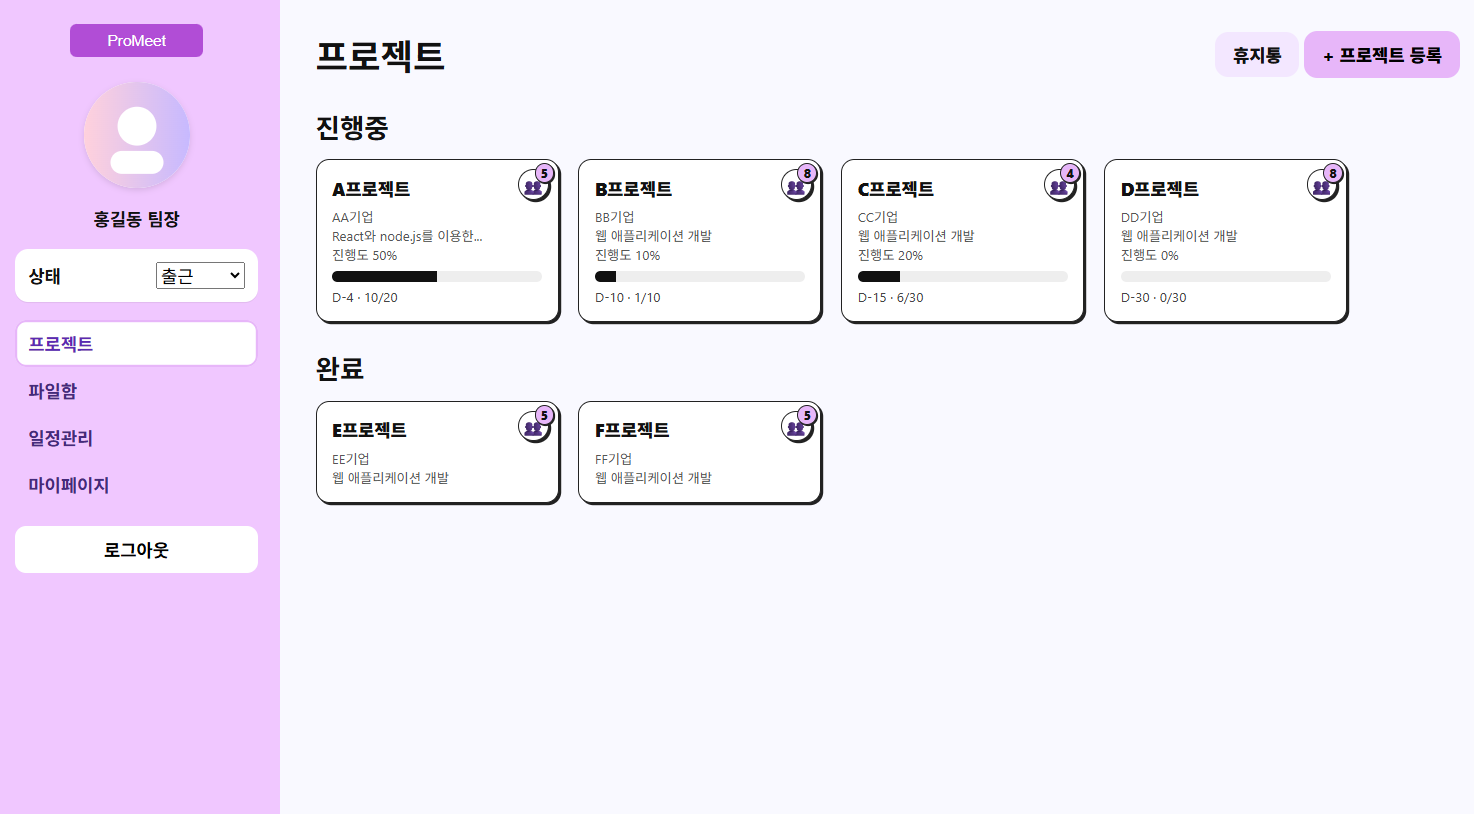 ProMeet
홍길동 팀장
상태
출근
프로젝트
파일함
일정관리
마이페이지
로그아웃
프로젝트
휴지통
+ 프로젝트 등록
진행중
A프로젝트
5
AA기업
React와 node.js를 이용한...
진행도 50%
D-4 · 10/20
B프로젝트
8
BB기업
웹 애플리케이션 개발
진행도 10%
D-10 · 1/10
C프로젝트
4
CC기업
웹 애플리케이션 개발
진행도 20%
D-15 · 6/30
D프로젝트
8
DD기업
웹 애플리케이션 개발
진행도 0%
D-30 · 0/30
완료
E프로젝트
5
EE기업
웹 애플리케이션 개발
F프로젝트
5
FF기업
웹 애플리케이션 개발